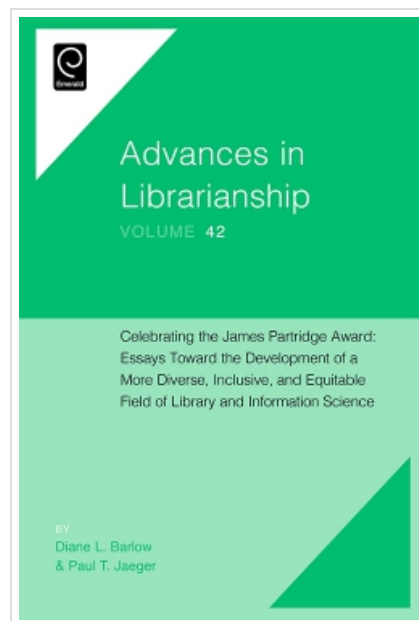 Emerald
Advances in
Librarianship
VOLUME 42
Celebrating the James Partridge Award:
Essays Toward the Development of a
More Diverse, Inclusive, and Equitable
Field of Library and Information Science
BY
Diane L. Barlow
& Paul T. Jaeger